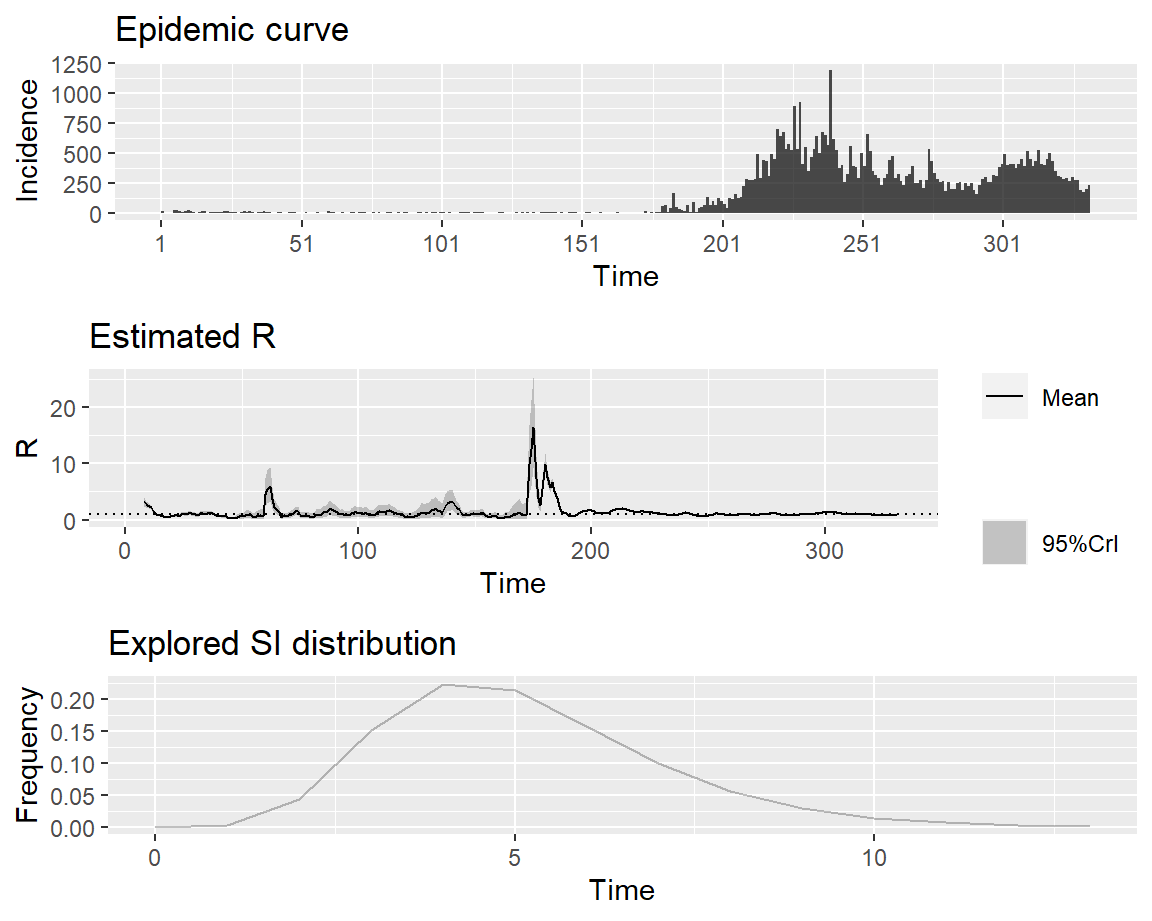 Epidemic curve
1250
1000
750
500
250
0
Incidence
1 51 101 151 201 251 301
Time
Estimated R
20
10
0
R
0 100 200 300
Time
Mean
95%CrI
Explored SI distribution
0.20
0.15
0.10
0.05
0.00
Frequency
0 5 10
Time